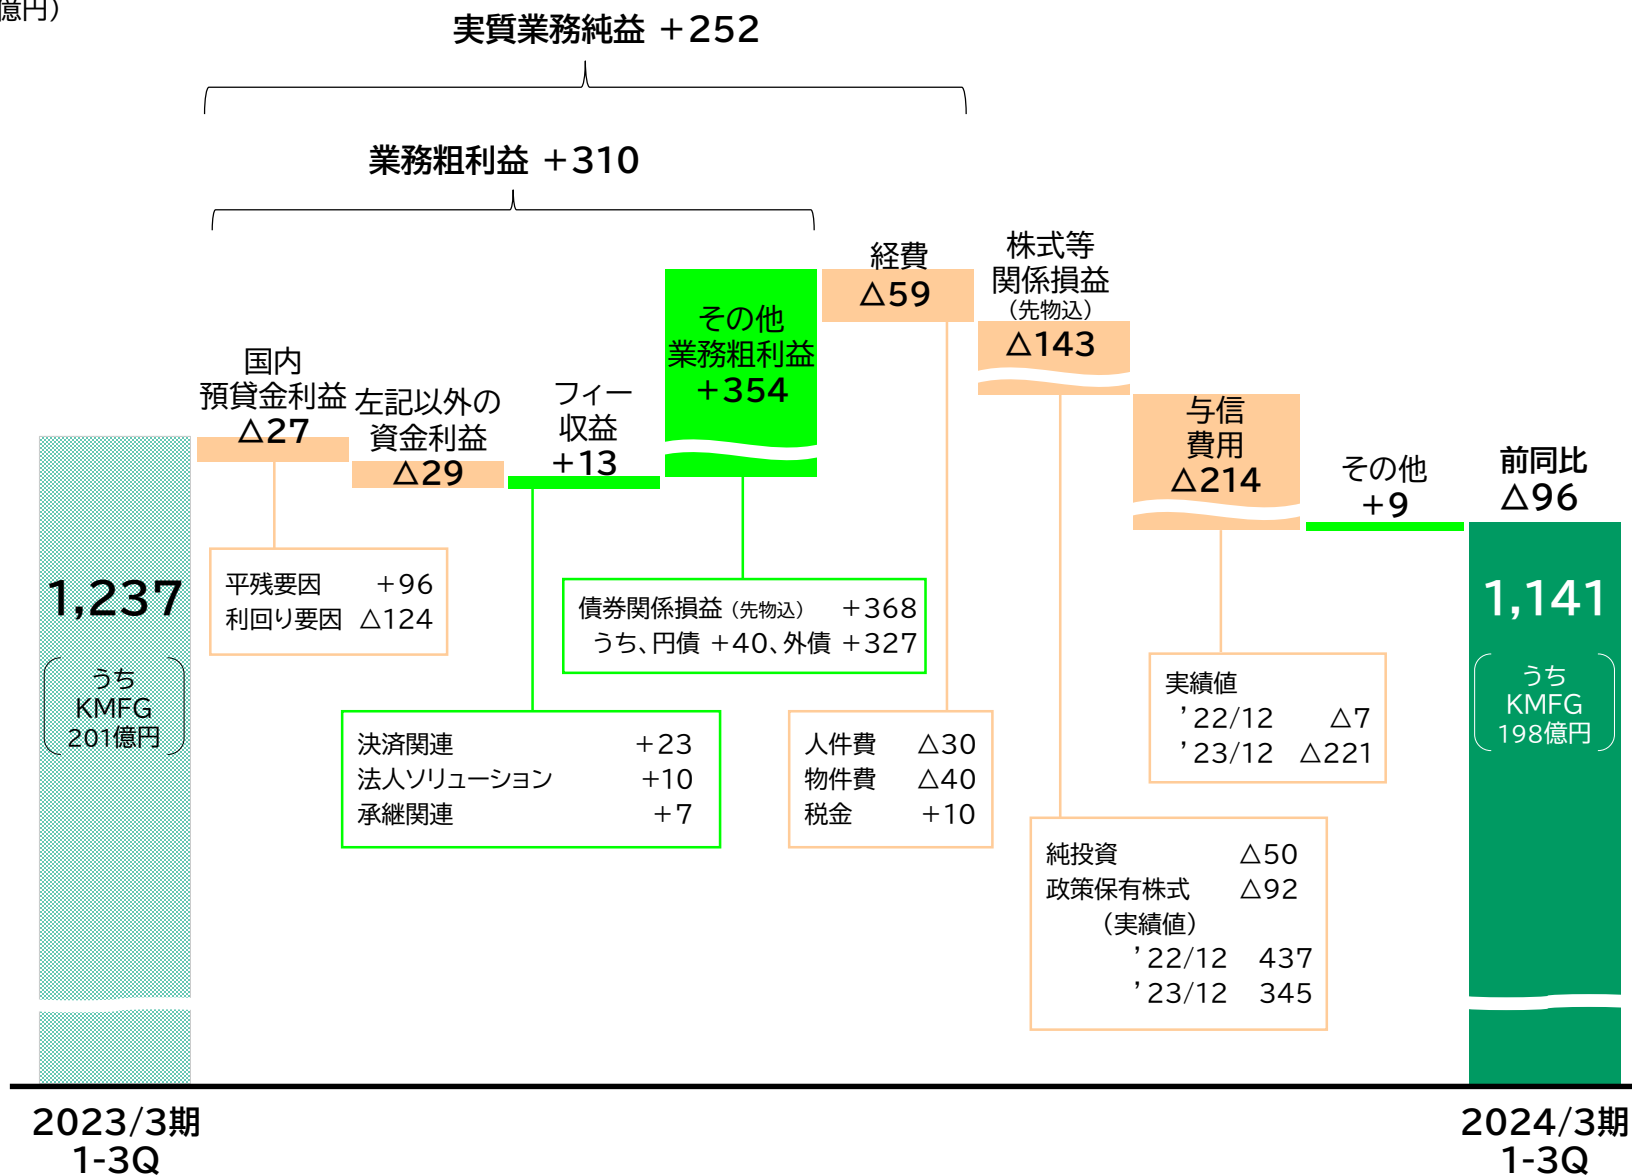 億円）
実質業務純益 ＋252
業務粗利益 ＋310
国内
預貸金利益
△27
左記以外の
資金利益
△29
フィー
収益
＋13
その他
業務粗利益
＋354
経費
△59
株式等
関係損益
（先物込）
△143
与信
費用
△214
その他
＋9
前同比
△96
1,237
うち
KMFG
201億円
平残要因 ＋96
利回り要因 △124
債券関係損益（先物込） ＋368
うち、円債 ＋40、外債 ＋327
決済関連 ＋23
法人ソリューション ＋10
承継関連 ＋7
人件費 △30
物件費 △40
税金 ＋10
実績値
’22/12 △7
’23/12 △221
純投資 △50
政策保有株式 △92
（実績値）
’22/12 437
’23/12 345
1,141
うち
KMFG
198億円
2023/3期
1-3Q
2024/3期
1-3Q